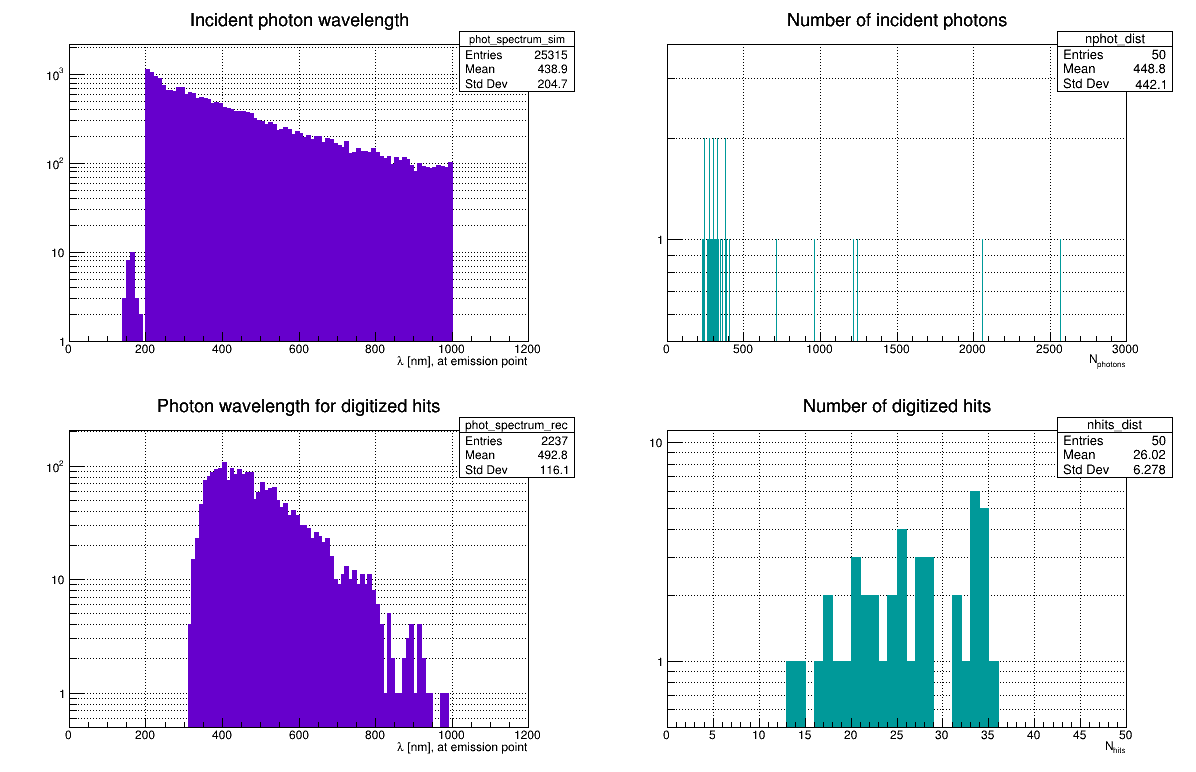 Incident photon wavelength
phot_spectrum_sim
Entries 25315
Mean 438.9
Std Dev 204.7
10³
10²
10
1
0 200 400 600 800 1000 1200
λ [nm], at emission point
Number of incident photons
nphot_dist
Entries 50
Mean 448.8
Std Dev 442.1
1
0 500 1000 1500 2000 2500 3000
N_photons
Photon wavelength for digitized hits
phot_spectrum_rec
Entries 2237
Mean 492.8
Std Dev 116.1
10²
10
1
0 200 400 600 800 1000 1200
λ [nm], at emission point
Number of digitized hits
nhits_dist
Entries 50
Mean 26.02
Std Dev 6.278
10
1
0 5 10 15 20 25 30 35 40 45 50
N_hits